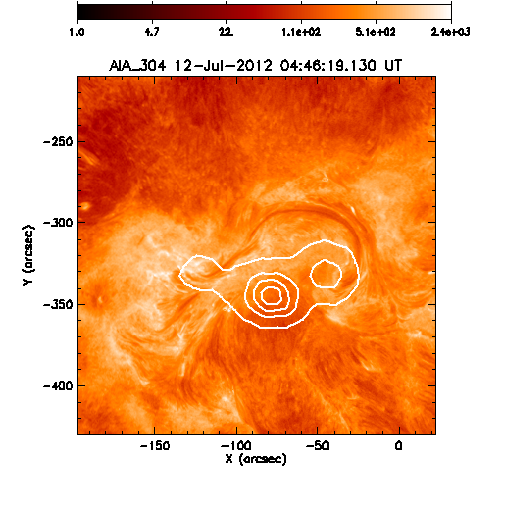 1.0 4.7 22. 1.1e+02 5.1e+02 2.4e+03
AIA_304 12-Jul-2012 04:46:19.130 UT
-250
-300
-350
-400
Y (arcsec)
-150 -100 -50 0
X (arcsec)